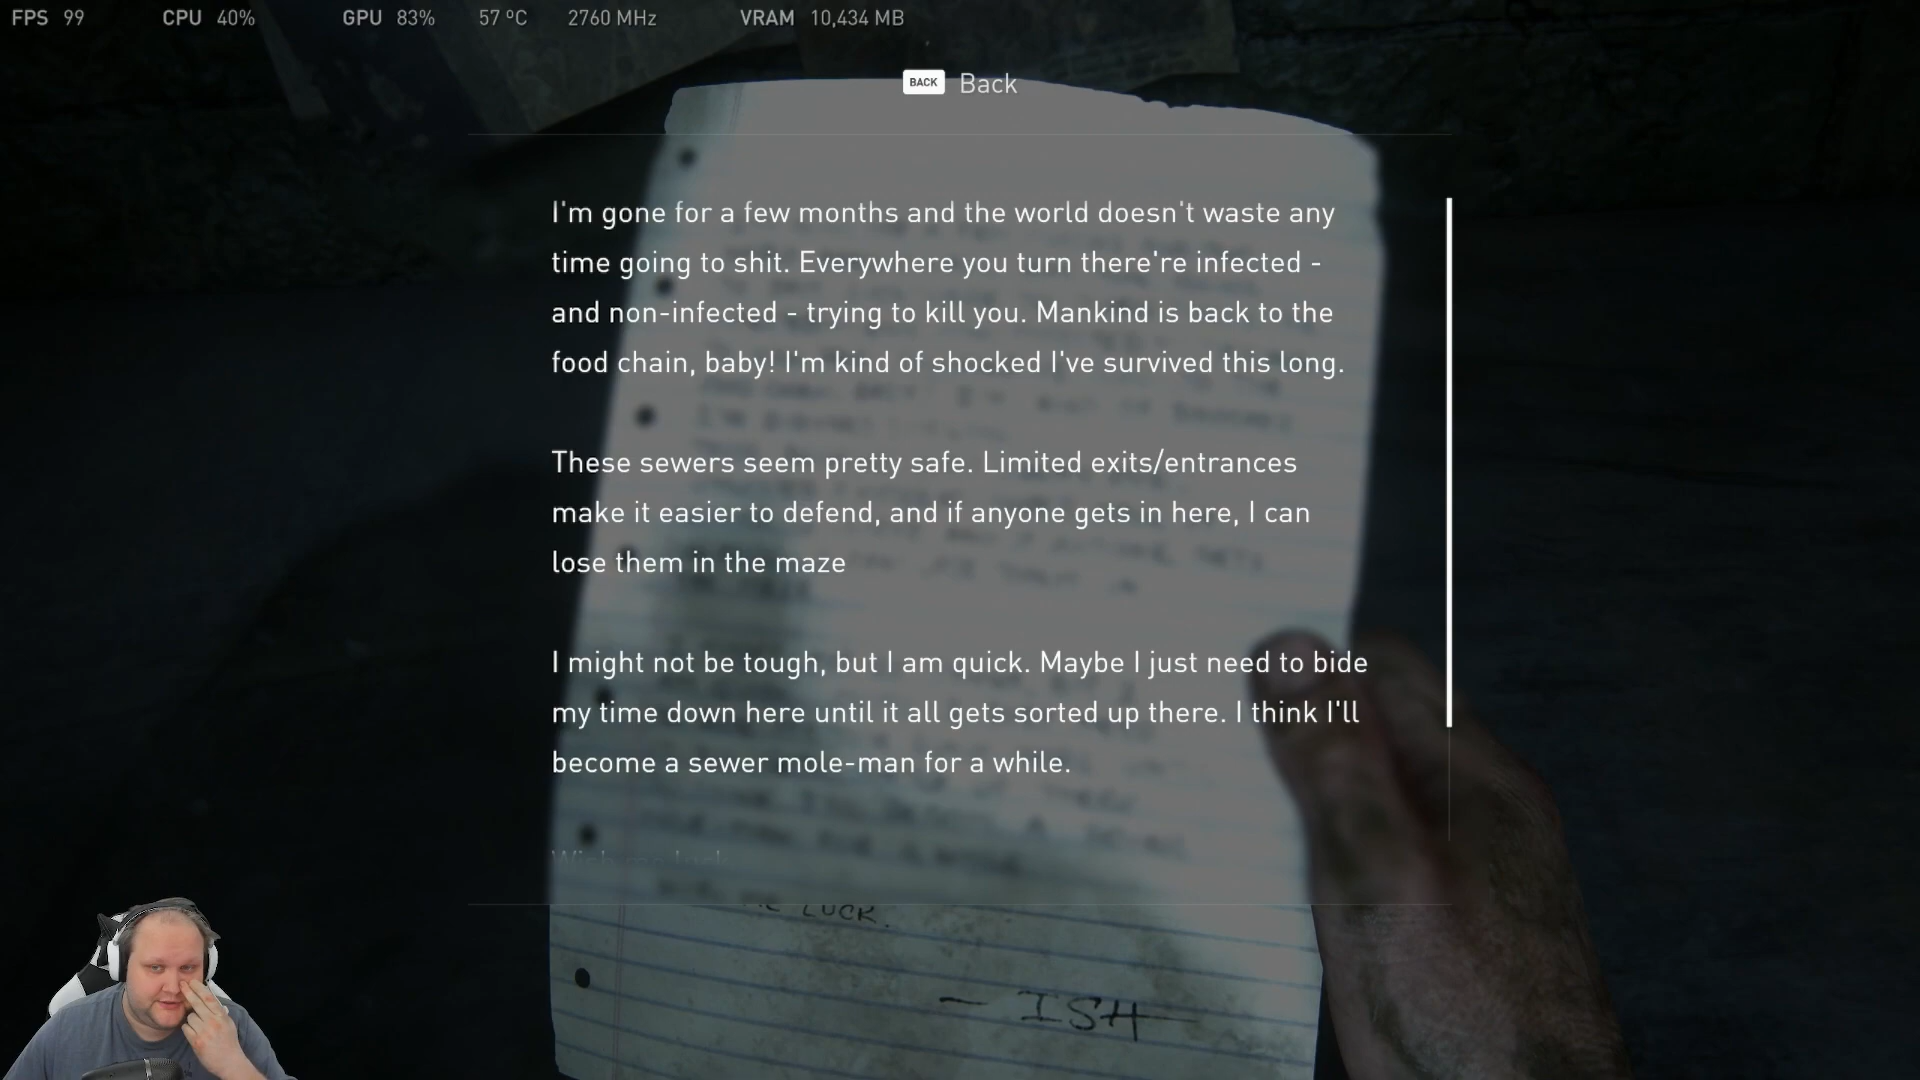 FPS 99 CPU 40% GPU 83% 57 ºC 2760 MHz VRAM 10,434 MB
BACK Back
I'm gone for a few months and the world doesn't waste any
time going to shit. Everywhere you turn there're infected -
and non-infected - trying to kill you. Mankind is back to the
food chain, baby! I'm kind of shocked I've survived this long.
These sewers seem pretty safe. Limited exits/entrances
make it easier to defend, and if anyone gets in here, I can
lose them in the maze
I might not be tough, but I am quick. Maybe I just need to bide
my time down here until it all gets sorted up there. I think I'll
become a sewer mole-man for a while.
Wish me luck.
LUCK.
- ISH